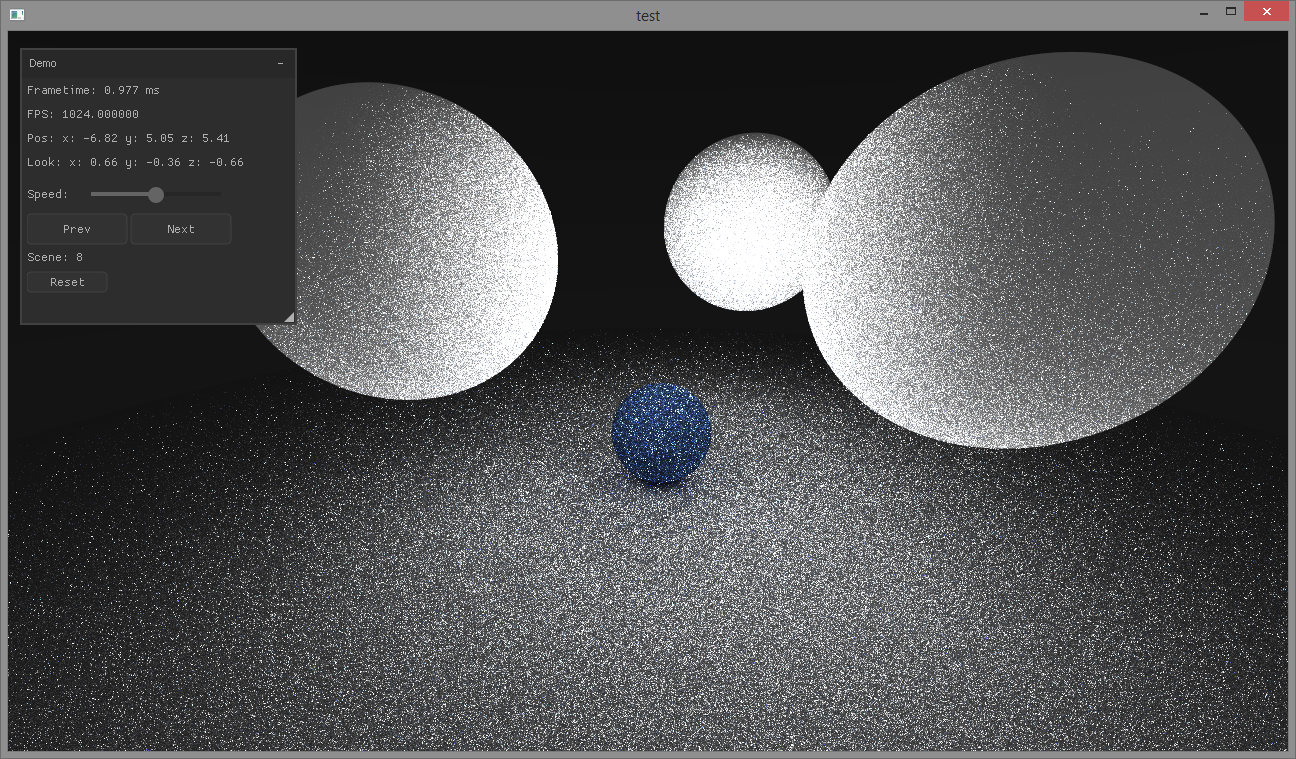 test
Demo
Frametime: 0.977 ms
FPS: 1024.000000
Pos: x: -6.82 y: 5.05 z: 5.41
Look: x: 0.66 y: -0.36 z: -0.66
Speed:
Prev Next
Scene: 8
Reset